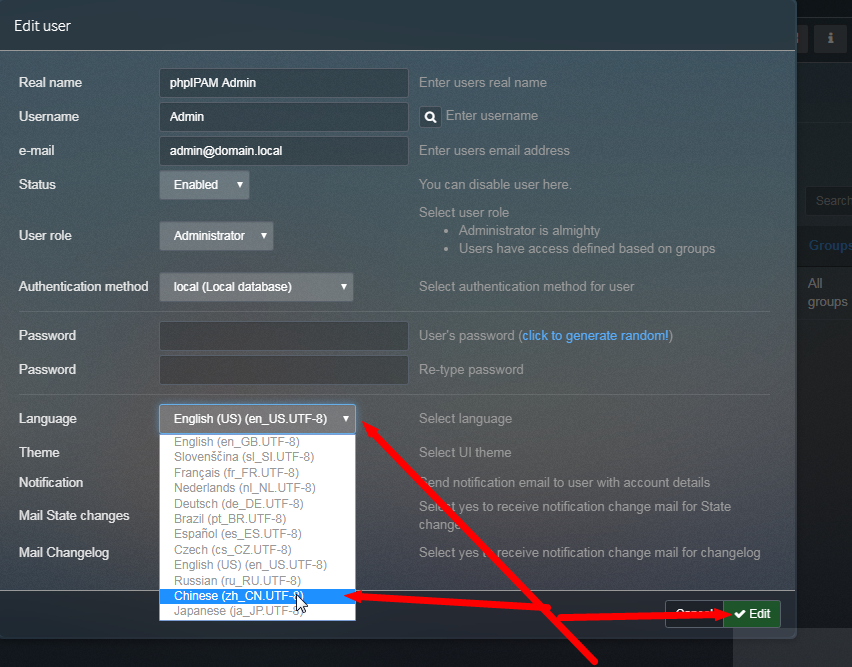 Edit user
Real name phpIPAM Admin Enter users real name
Username Admin Enter username
e-mail admin@domain.local Enter users email address
Status Enabled You can disable user here.
Select user role
User role Administrator • Administrator is almighty
• Users have access defined based on groups
Authentication method local (Local database) Select authentication method for user
Password User's password (click to generate random!)
Password Re-type password
Language English (US) (en_US.UTF-8) Select language
English (en_GB.UTF-8)
Slovenščina (sl_SI.UTF-8)
Theme Select UI theme
Français (fr_FR.UTF-8)
Notification Nederlands (nl_NL.UTF-8) Send notification email to user with account details
Deutsch (de_DE.UTF-8)
Mail State changes Brazil (pt_BR.UTF-8) Select yes to receive notification change mail for State
change
Español (es_ES.UTF-8)
Mail Changelog Czech (cs_CZ.UTF-8) Select yes to receive notification change mail for changelog
English (US) (en_US.UTF-8)
Russian (ru_RU.UTF-8)
Chinese (zh_CN.UTF-8)
Japanese (ja_JP.UTF-8)
Cancel Edit
Search
Groups
All
groups